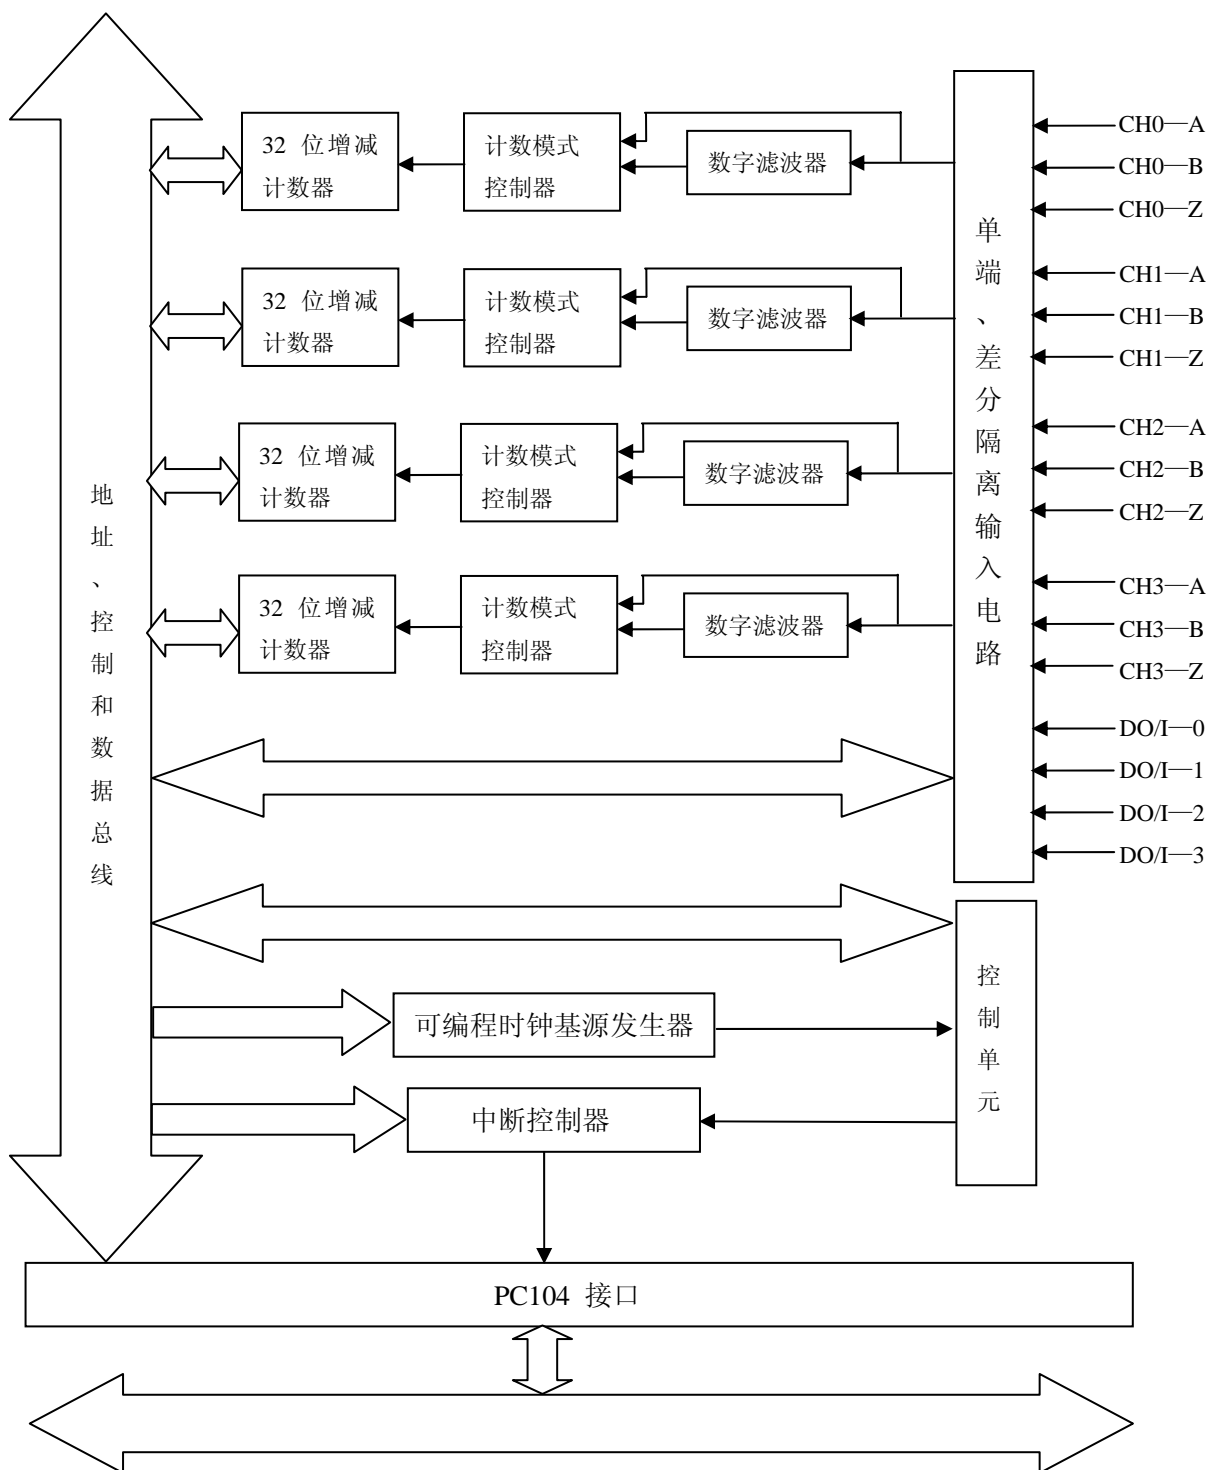 32 位增减
计数器
计数模式
控制器
数字滤波器
CH0—A
CH0—B
CH0—Z
32 位增减
计数器
计数模式
控制器
数字滤波器
CH1—A
CH1—B
CH1—Z
32 位增减
计数器
计数模式
控制器
数字滤波器
CH2—A
CH2—B
CH2—Z
32 位增减
计数器
计数模式
控制器
数字滤波器
CH3—A
CH3—B
CH3—Z
DO/I—0
DO/I—1
DO/I—2
DO/I—3
单端、差分隔离输入电路
地址、控制和数据总线
控制单元
可编程时钟基源发生器
中断控制器
PC104 接口